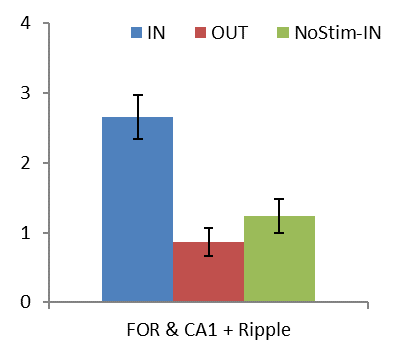 4
IN OUT NoStim-IN
3
2
1
0
FOR & CA1 + Ripple